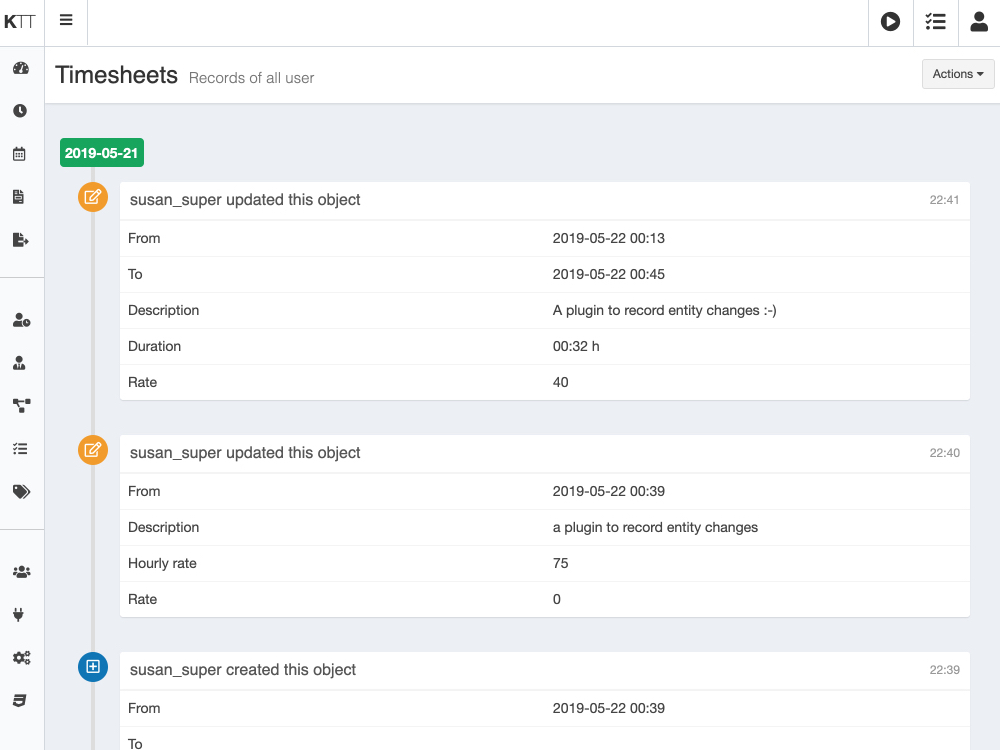 KTT
Timesheets Records of all user
Actions
2019-05-21
susan_super updated this object 22:41
From 2019-05-22 00:13
To 2019-05-22 00:45
Description A plugin to record entity changes :-)
Duration 00:32 h
Rate 40
susan_super updated this object 22:40
From 2019-05-22 00:39
Description a plugin to record entity changes
Hourly rate 75
Rate 0
susan_super created this object 22:39
From 2019-05-22 00:39
To